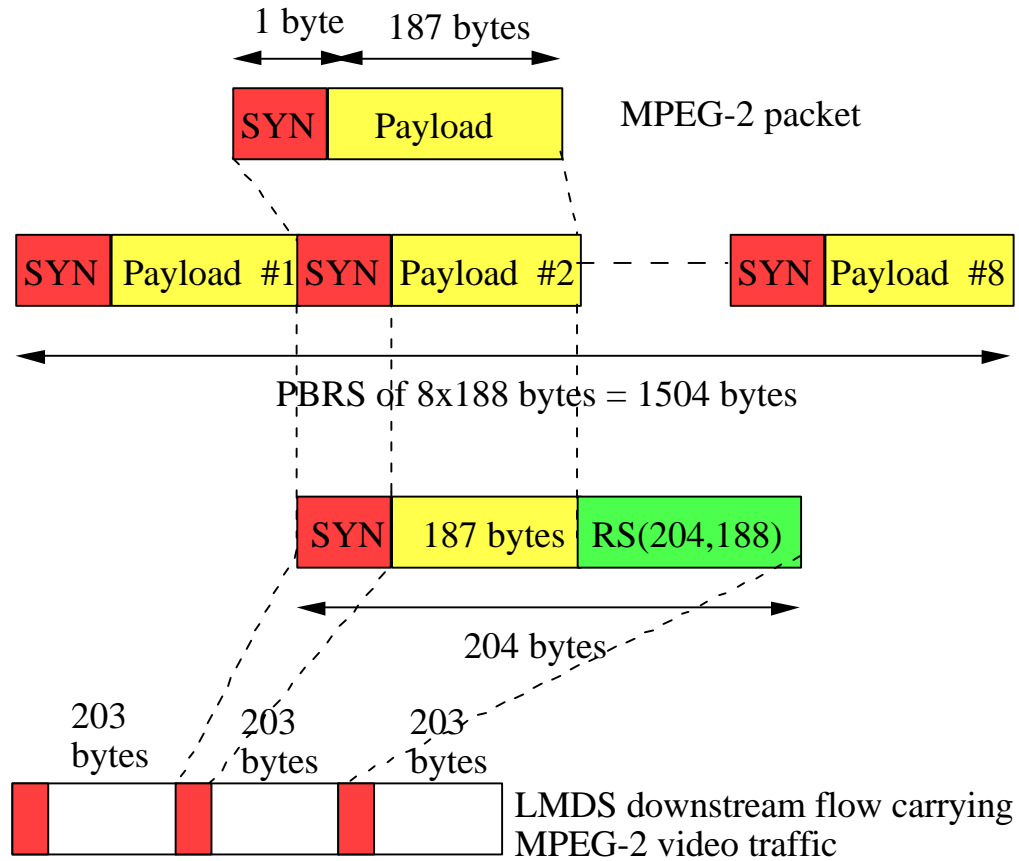 1 byte 187 bytes
SYN Payload MPEG-2 packet
SYN Payload #1 SYN Payload #2 SYN Payload #8
PBRS of 8x188 bytes = 1504 bytes
SYN 187 bytes RS(204,188)
204 bytes
203 bytes
203 bytes
203 bytes
LMDS downstream flow carrying
MPEG-2 video traffic